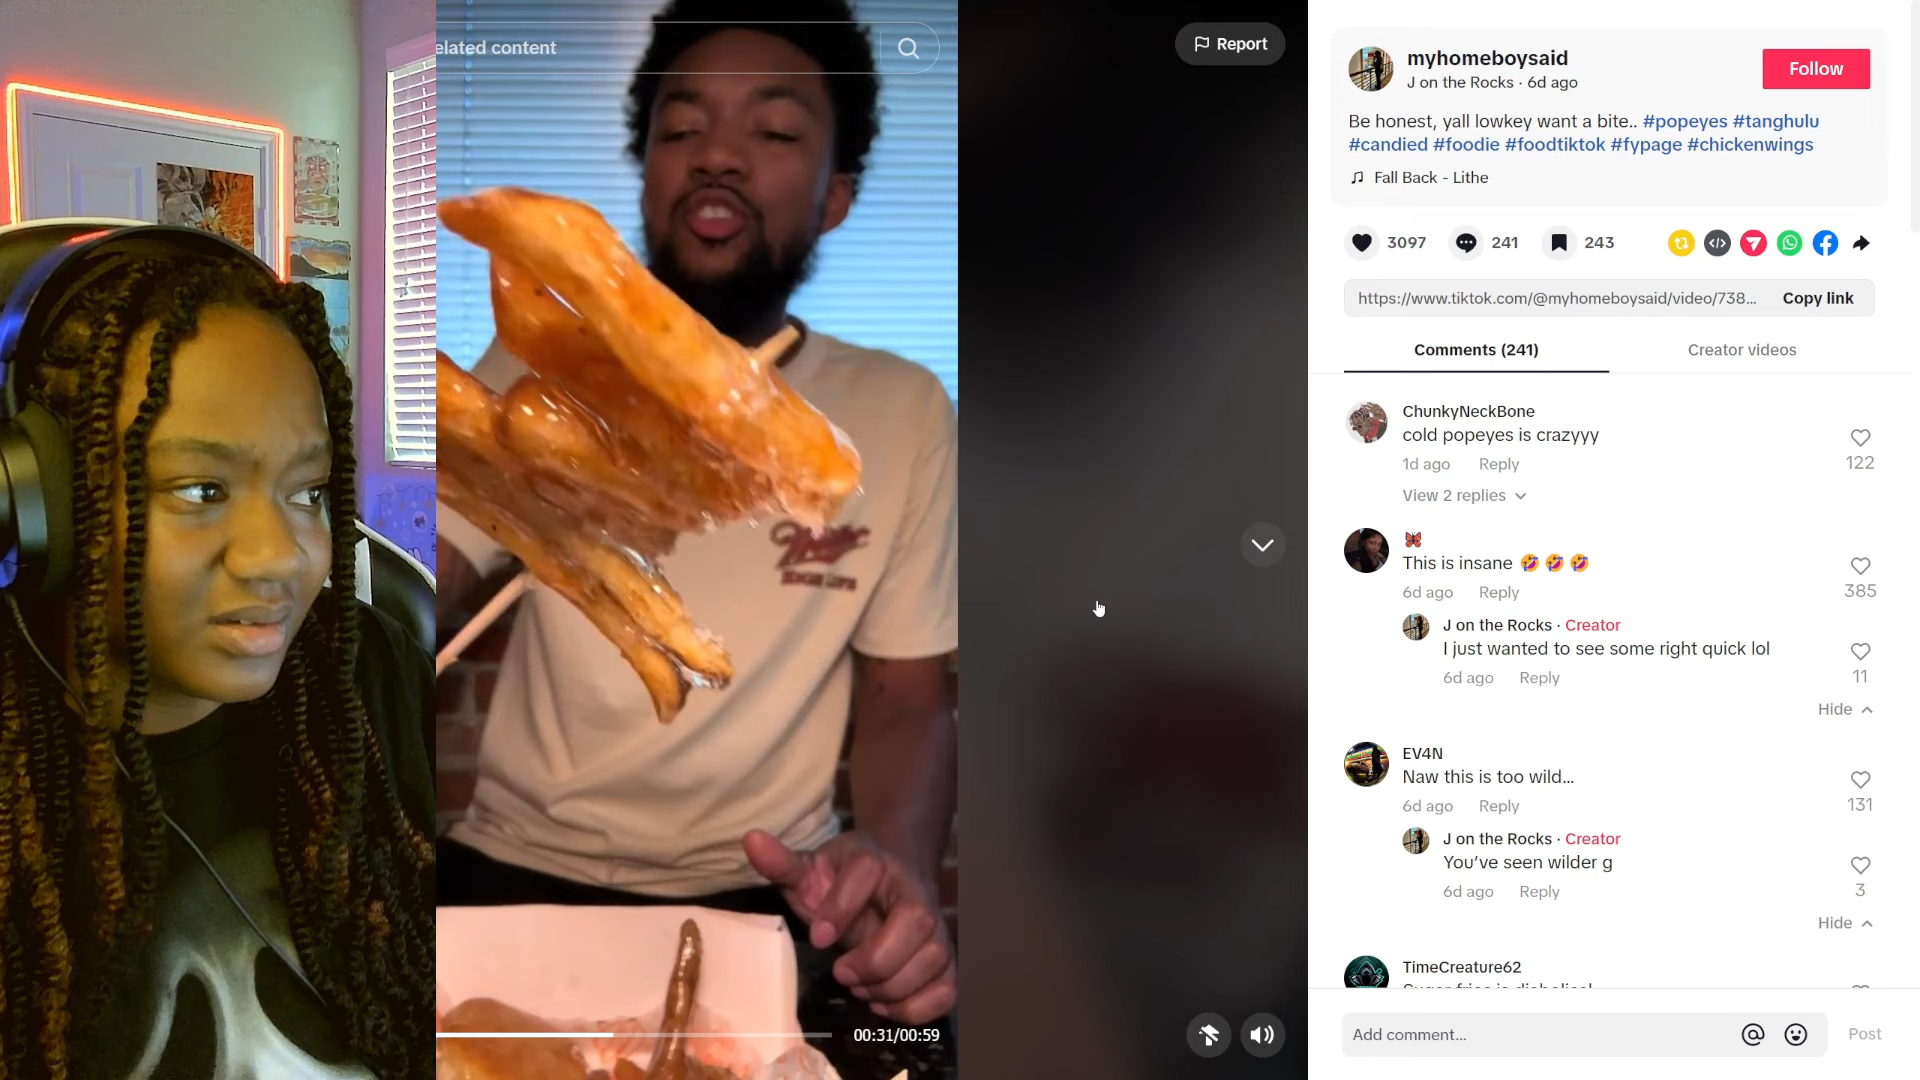 elated content
Report
00:31/00:59
myhomeboysaid
J on the Rocks · 6d ago
Follow
Be honest, yall lowkey want a bite.. #popeyes #tanghulu
#candied #foodie #foodtiktok #fypage #chickenwings
Fall Back - Lithe
3097
241
243
https://www.tiktok.com/@myhomeboysaid/video/738...
Copy link
Comments (241)
Creator videos
ChunkyNeckBone
cold popeyes is crazyyy
122
1d ago Reply
View 2 replies
This is insane 🤣 🤣 🤣
385
6d ago Reply
J on the Rocks · Creator
I just wanted to see some right quick lol
11
6d ago Reply
Hide
EV4N
Naw this is too wild...
131
6d ago Reply
J on the Rocks · Creator
You've seen wilder g
3
6d ago Reply
Hide
TimeCreature62
Add comment...
Post